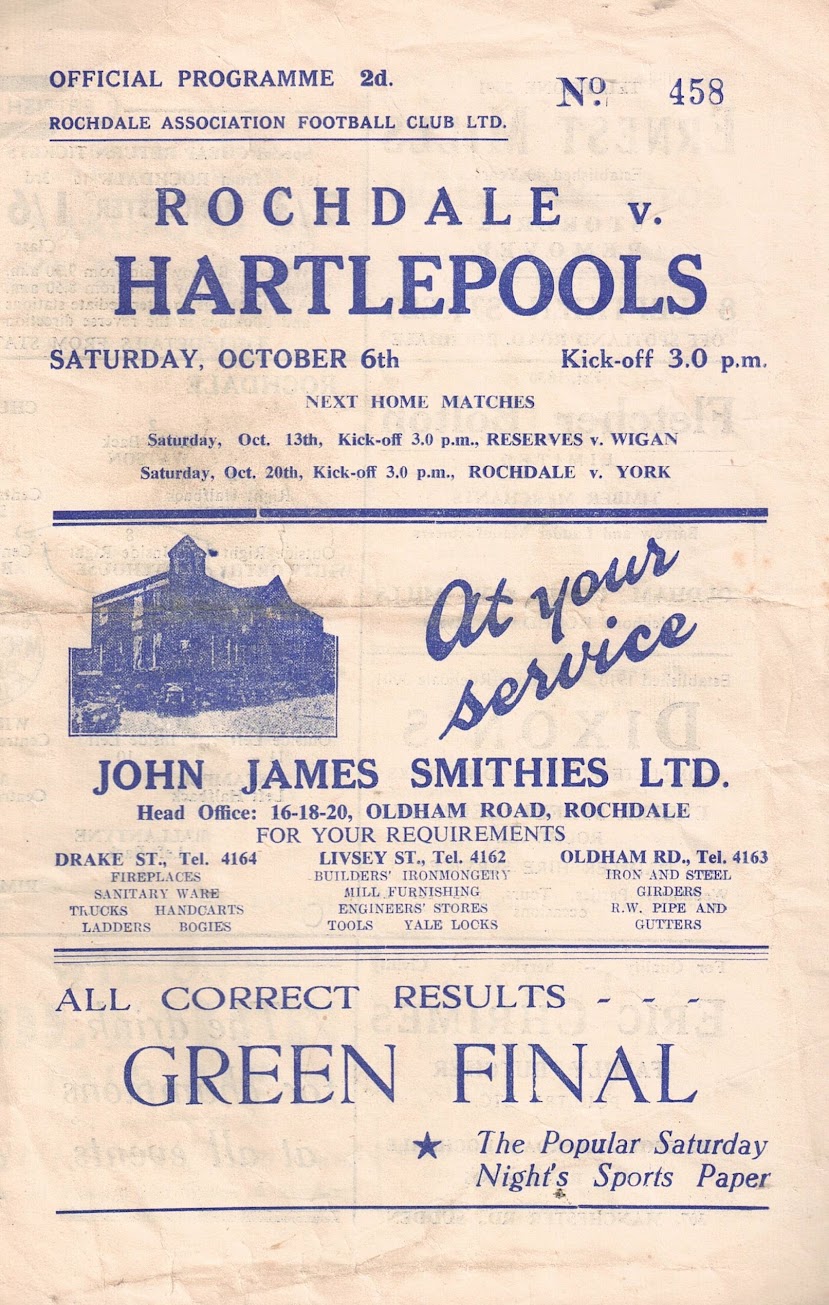 OFFICIAL PROGRAMME 2d.
No. 458
ROCHDALE ASSOCIATION FOOTBALL CLUB LTD.
ROCHDALE v.
HARTLEPOOLS
SATURDAY, OCTOBER 6th Kick-off 3.0 p.m.
NEXT HOME MATCHES
Saturday, Oct. 13th, Kick-off 3.0 p.m., RESERVES v. WIGAN
Saturday, Oct. 20th, Kick-off 3.0 p.m., ROCHDALE v. YORK
At your
service
JOHN JAMES SMITHIES LTD.
Head Office: 16-18-20, OLDHAM ROAD, ROCHDALE
FOR YOUR REQUIREMENTS
DRAKE ST., Tel. 4164
FIREPLACES
SANITARY WARE
TRUCKS HANDCARTS
LADDERS BOGIES
LIVSEY ST., Tel. 4162
BUILDERS' IRONMONGERY
MILL FURNISHING
ENGINEERS' STORES
TOOLS YALE LOCKS
OLDHAM RD., Tel. 4163
IRON AND STEEL
GIRDERS
R.W. PIPE AND
GUTTERS
ALL CORRECT RESULTS - - -
GREEN FINAL
The Popular Saturday
Night's Sports Paper